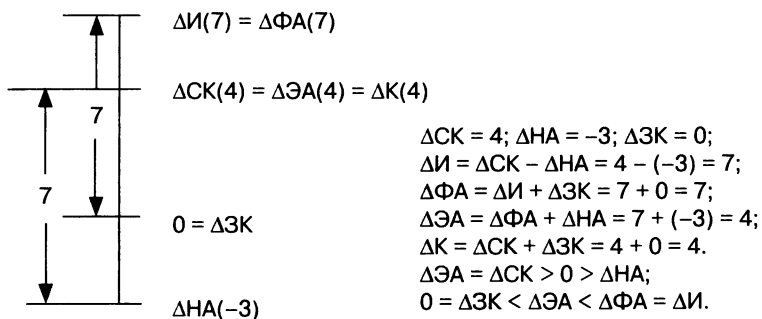 ΔИ(7) = ΔФА(7)
ΔСК(4) = ΔЭА(4) = ΔК(4)
7
7
0 = ΔЗК
ΔНА(–3)
ΔСК = 4; ΔНА = –3; ΔЗК = 0;
ΔИ = ΔСК – ΔНА = 4 – (–3) = 7;
ΔФА = ΔИ + ΔЗК = 7 + 0 = 7;
ΔЭА = ΔФА + ΔНА = 7 + (–3) = 4;
ΔК = ΔСК + ΔЗК = 4 + 0 = 4.
ΔЭА = ΔСК > 0 > ΔНА;
0 = ΔЗК < ΔЭА < ΔФА = ΔИ.